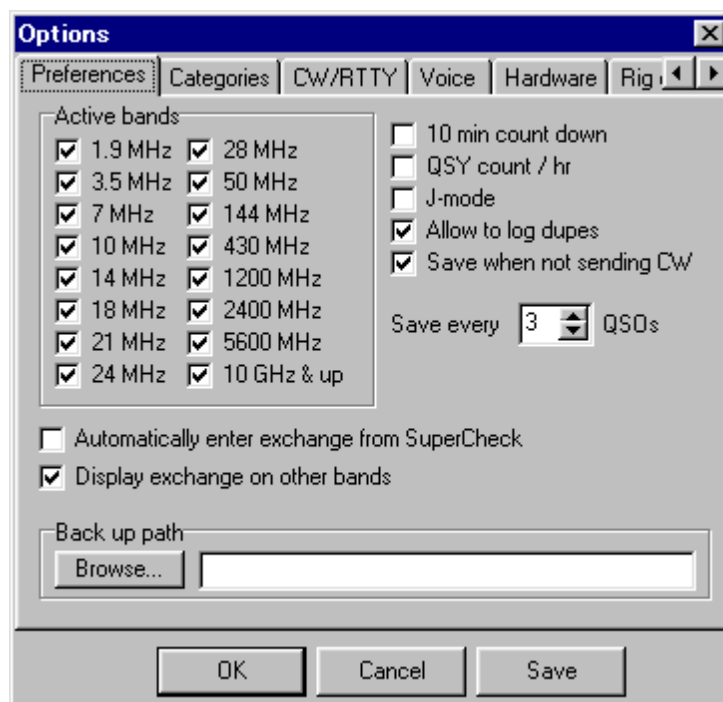 Options
Preferences Categories CW/RTTY Voice Hardware Rig
Active bands
1.9 MHz 28 MHz
3.5 MHz 50 MHz
7 MHz 144 MHz
10 MHz 430 MHz
14 MHz 1200 MHz
18 MHz 2400 MHz
21 MHz 5600 MHz
24 MHz 10 GHz & up
10 min count down
QSY count / hr
J-mode
Allow to log dupes
Save when not sending CW
Save every 3 QSOs
Automatically enter exchange from SuperCheck
Display exchange on other bands
Back up path
Browse...
OK Cancel Save